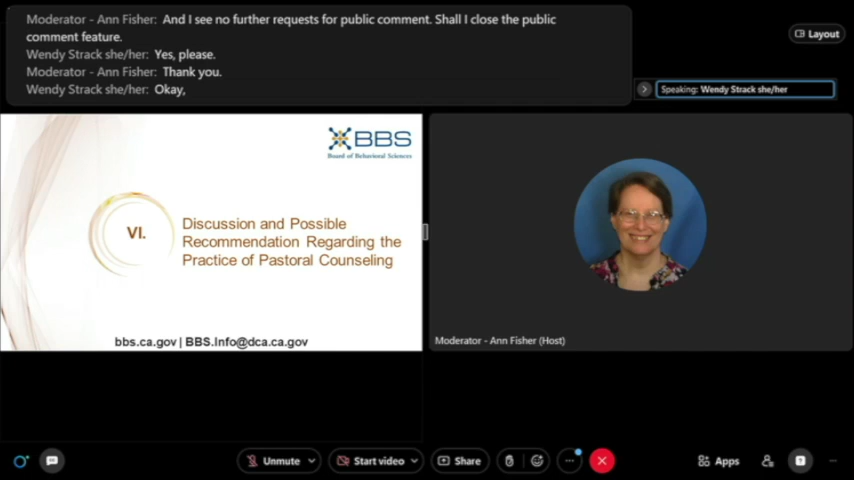 Moderator - Ann Fisher: And I see no further requests for public comment. Shall I close the public
comment feature.
Wendy Strack she/her: Yes, please.
Moderator - Ann Fisher: Thank you.
Wendy Strack she/her: Okay,
Layout
Speaking: Wendy Strack she/her
BBS
Board of Behavioral Sciences
VI.
Discussion and Possible
Recommendation Regarding the
Practice of Pastoral Counseling
bbs.ca.gov | BBS.Info@dca.ca.gov
Moderator - Ann Fisher (Host)
Unmute
Start video
Share
Apps